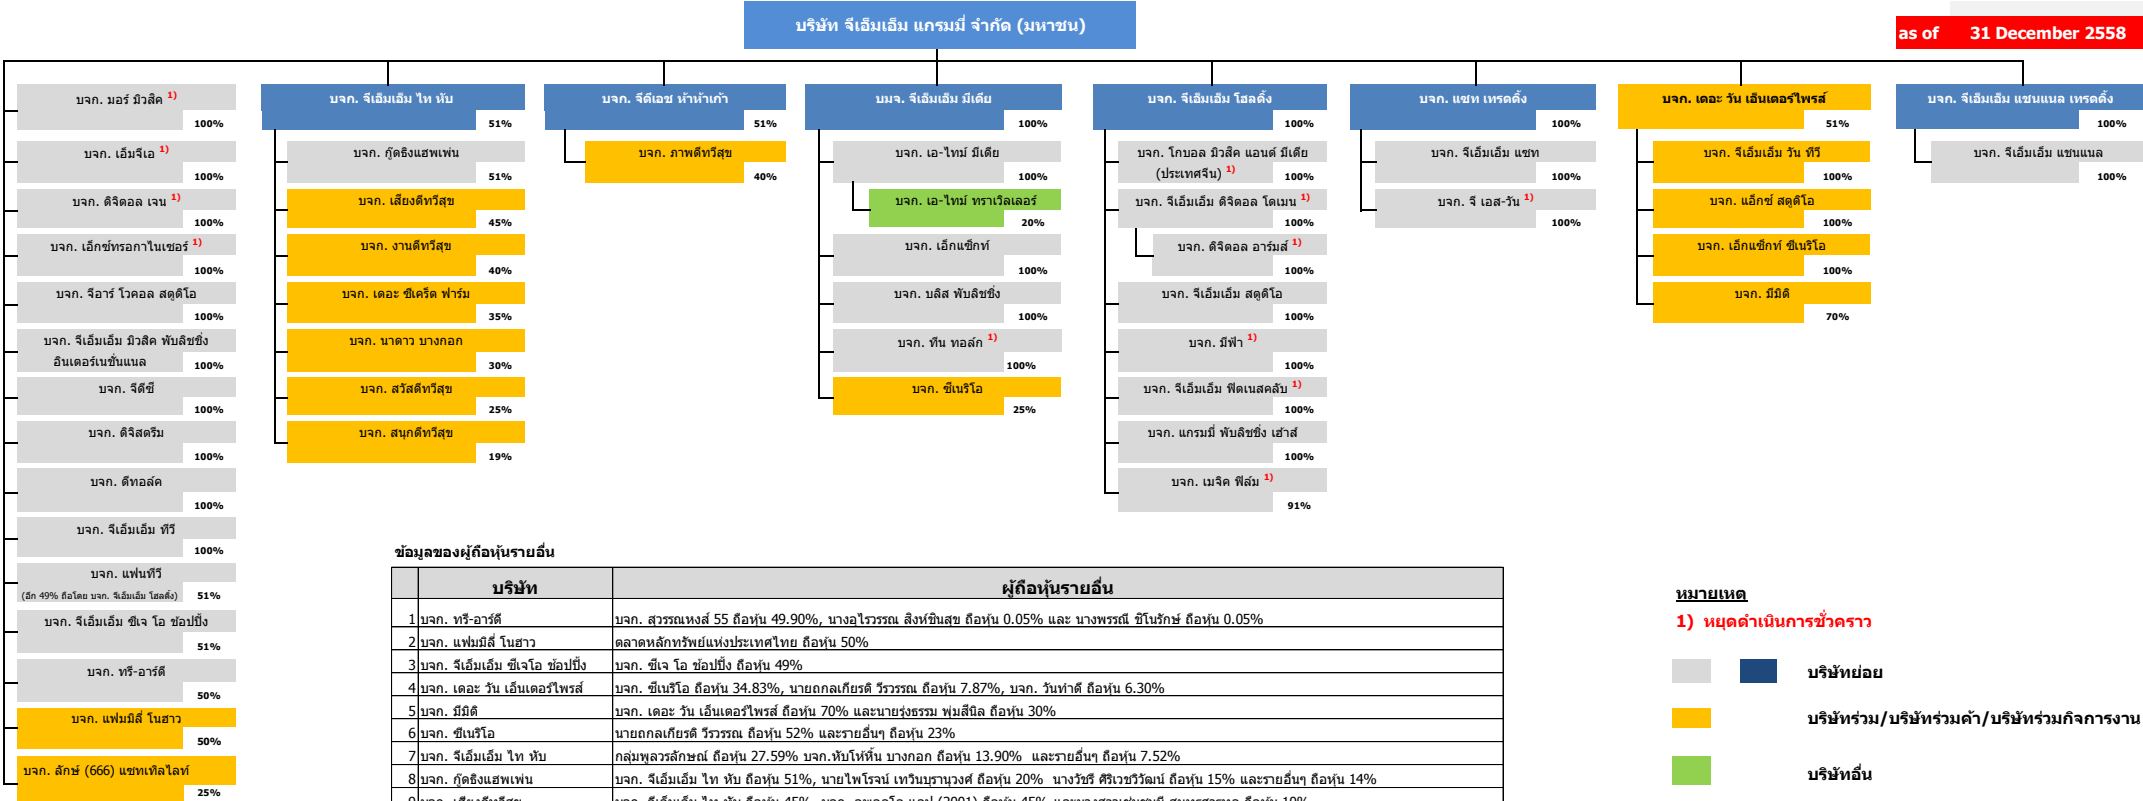 บริษัท จีเอ็มเอ็ม แกรมมี่ จำกัด (มหาชน)
as of 31 December 2558
บจก. มอร์ มิวสิค 1)
100%
บจก. เอ็มจีเอ 1)
100%
บจก. ดิจิตอล เจน 1)
100%
บจก. เอ็กซ์ทรอกาไนเซอร์ 1)
100%
บจก. จีอาร์ โวคอล สตูดิโอ
100%
บจก. จีเอ็มเอ็ม มิวสิค พับลิชชิ่ง
อินเตอร์เนชั่นแนล
100%
บจก. จีดีซี
100%
บจก. ดิจิสตรีม
100%
บจก. ดีทอล์ค
100%
บจก. จีเอ็มเอ็ม ทีวี
100%
บจก. แฟนทีวี
(อีก 49% ถือโดย บจก. จีเอ็มเอ็ม โฮลดิ้ง)
51%
บจก. จีเอ็มเอ็ม ซีเจ โอ ช้อปปิ้ง
51%
บจก. ทรี-อาร์ดี
50%
บจก. แฟมมิลี่ โนฮาว
50%
บจก. ลักษ์ (666) แซทเทิลไลท์
25%
บจก. จีเอ็มเอ็ม ไท หับ
51%
บจก. กู๊ดธิงแฮพเพ่น
51%
บจก. เสียงดีทวีสุข
45%
บจก. งานดีทวีสุข
40%
บจก. เดอะ ซีเคร็ต ฟาร์ม
35%
บจก. นาดาว บางกอก
30%
บจก. สวัสดีทวีสุข
25%
บจก. สนุกดีทวีสุข
19%
บจก. จีดีเอช ห้าห้าเก้า
51%
บจก. ภาพดีทวีสุข
40%
บมจ. จีเอ็มเอ็ม มีเดีย
100%
บจก. เอ-ไทม์ มีเดีย
100%
บจก. เอ-ไทม์ ทราเวิลเลอร์
20%
บจก. เอ็กแซ็กท์
100%
บจก. บลิส พับลิชชิ่ง
100%
บจก. ทีน ทอล์ก 1)
100%
บจก. ซีเนริโอ
25%
บจก. จีเอ็มเอ็ม โฮลดิ้ง
100%
บจก. โกบอล มิวสิค แอนด์ มีเดีย
(ประเทศจีน) 1)
100%
บจก. จีเอ็มเอ็ม ดิจิตอล โดเมน 1)
100%
บจก. ดิจิตอล อาร์มส์ 1)
100%
บจก. จีเอ็มเอ็ม สตูดิโอ
100%
บจก. มีฟ้า 1)
100%
บจก. จีเอ็มเอ็ม ฟิตเนสคลับ 1)
100%
บจก. แกรมมี่ พับลิชชิ่ง เฮ้าส์
100%
บจก. เมจิค ฟิล์ม 1)
91%
บจก. แซท เทรดดิ้ง
100%
บจก. จีเอ็มเอ็ม แซท
100%
บจก. จี เอส-วัน 1)
100%
บจก. เดอะ วัน เอ็นเตอร์ไพรส์
51%
บจก. จีเอ็มเอ็ม วัน ทีวี
100%
บจก. แอ็กซ์ สตูดิโอ
100%
บจก. เอ็กแซ็กท์ ซีเนริโอ
100%
บจก. มีมิติ
70%
บจก. จีเอ็มเอ็ม แชนแนล เทรดดิ้ง
100%
บจก. จีเอ็มเอ็ม แชนแนล
100%
ข้อมูลของผู้ถือหุ้นรายอื่น
บริษัท ผู้ถือหุ้นรายอื่น
1 บจก. ทรี-อาร์ดี บจก. สุวรรณหงส์ 55 ถือหุ้น 49.90%, นางอุไรวรรณ สิงห์ชินสุข ถือหุ้น 0.05% และ นางพรรณี ชิโนรักษ์ ถือหุ้น 0.05%
2 บจก. แฟมมิลี่ โนฮาว ตลาดหลักทรัพย์แห่งประเทศไทย ถือหุ้น 50%
3 บจก. จีเอ็มเอ็ม ซีเจโอ ช้อปปิ้ง บจก. ซีเจ โอ ช้อปปิ้ง ถือหุ้น 49%
4 บจก. เดอะ วัน เอ็นเตอร์ไพรส์ บจก. ซีเนริโอ ถือหุ้น 34.83%, นายถกลเกียรติ วีรวรรณ ถือหุ้น 7.87%, บจก. วันทำดี ถือหุ้น 6.30%
5 บจก. มีมิติ บจก. เดอะ วัน เอ็นเตอร์ไพรส์ ถือหุ้น 70% และนายรุ่งธรรม พุ่มสีนิล ถือหุ้น 30%
6 บจก. ซีเนริโอ นายถกลเกียรติ วีรวรรณ ถือหุ้น 52% และรายอื่นๆ ถือหุ้น 23%
7 บจก. จีเอ็มเอ็ม ไท หับ กลุ่มพูลวรลักษณ์ ถือหุ้น 27.59% บจก.หับโห้หิ้น บางกอก ถือหุ้น 13.90% และรายอื่นๆ ถือหุ้น 7.52%
8 บจก. กู๊ดธิงแฮพเพ่น บจก. จีเอ็มเอ็ม ไท หับ ถือหุ้น 51%, นายไพโรจน์ เทวินบุรานุวงศ์ ถือหุ้น 20% นางวัชรี ศิริเวชวิวัฒน์ ถือหุ้น 15% และรายอื่นๆ ถือหุ้น 14%
หมายเหตุ
1) หยุดดำเนินการชั่วคราว
บริษัทย่อย
บริษัทร่วม/บริษัทร่วมค้า/บริษัทร่วมกิจการงาน
บริษัทอื่น